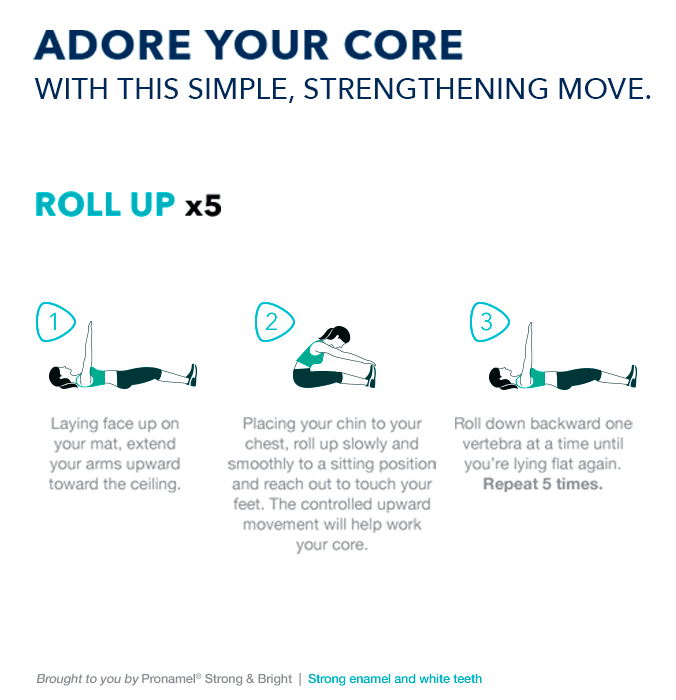 ADORE YOUR CORE
WITH THIS SIMPLE, STRENGTHENING MOVE.
ROLL UP x5
1
Laying face up on
your mat, extend
your arms upward
toward the ceiling.
2
Placing your chin to your
chest, roll up slowly and
smoothly to a sitting position
and reach out to touch your
feet. The controlled upward
movement will help work
your core.
3
Roll down backward one
vertebra at a time until
you're lying flat again.
Repeat 5 times.
Brought to you by Pronamel® Strong & Bright | Strong enamel and white teeth